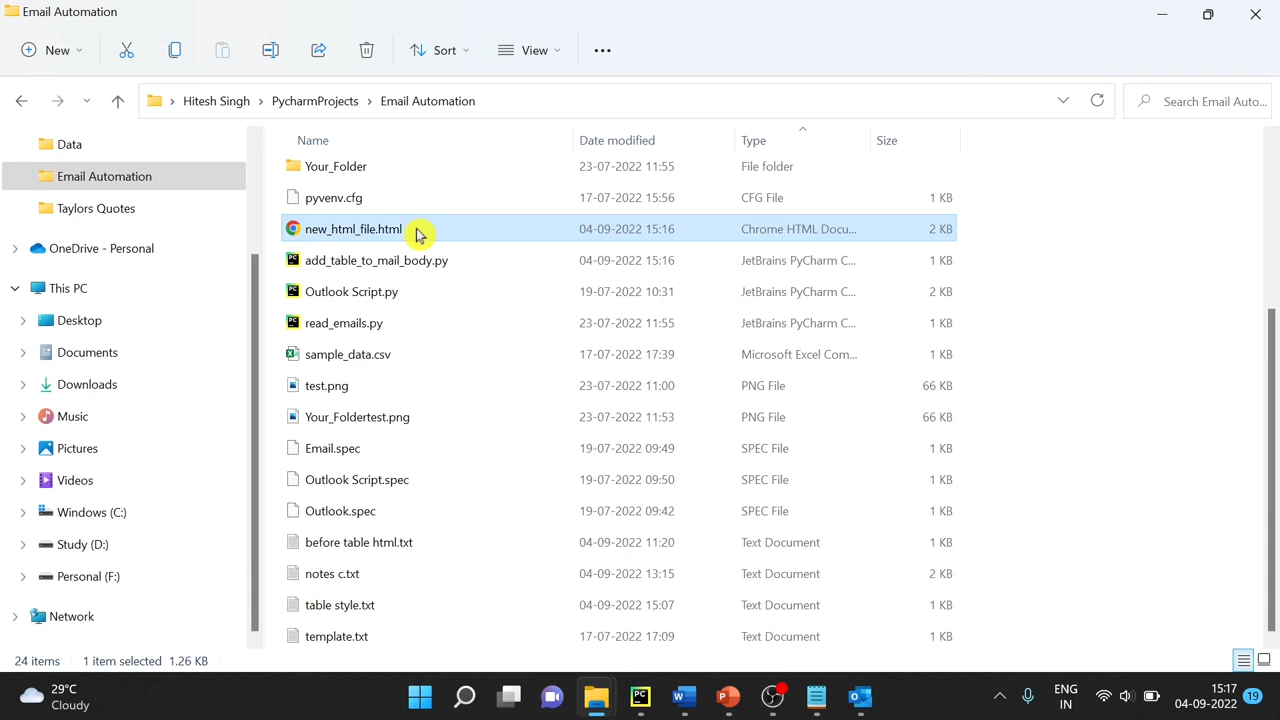 Email Automation
New
Sort
View
Hitesh Singh > PycharmProjects > Email Automation
Search Email Auto...
Data
Email Automation
Taylors Quotes
OneDrive - Personal
This PC
Desktop
Documents
Downloads
Music
Pictures
Videos
Windows (C:)
Study (D:)
Personal (F:)
Network
Name Date modified Type Size
Your_Folder 23-07-2022 11:55 File folder
pyvenv.cfg 17-07-2022 15:56 CFG File 1 KB
new_html_file.html 04-09-2022 15:16 Chrome HTML Docu... 2 KB
add_table_to_mail_body.py 04-09-2022 15:16 JetBrains PyCharm C... 1 KB
Outlook Script.py 19-07-2022 10:31 JetBrains PyCharm C... 2 KB
read_emails.py 23-07-2022 11:55 JetBrains PyCharm C... 1 KB
sample_data.csv 17-07-2022 17:39 Microsoft Excel Com... 1 KB
test.png 23-07-2022 11:00 PNG File 66 KB
Your_Foldertest.png 23-07-2022 11:53 PNG File 66 KB
Email.spec 19-07-2022 09:49 SPEC File 1 KB
Outlook Script.spec 19-07-2022 09:50 SPEC File 1 KB
Outlook.spec 19-07-2022 09:42 SPEC File 1 KB
before table html.txt 04-09-2022 11:20 Text Document 1 KB
notes c.txt 04-09-2022 13:15 Text Document 2 KB
table style.txt 04-09-2022 15:07 Text Document 1 KB
template.txt 17-07-2022 17:09 Text Document 1 KB
24 items 1 item selected 1.26 KB
29°C
Cloudy
ENG
IN
15:17
04-09-2022
19